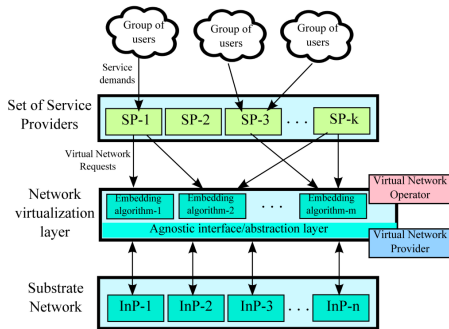 Group of
users
Group of
users
Group of
users
Service
demands
Set of Service
Providers
SP-1
SP-2
SP-3
. . .
SP-k
Virtual Network
Requests
Network
virtualization
layer
Embedding
algorithm-1
Embedding
algorithm-2
. . .
Embedding
algorithm-m
Agnostic interface/abstraction layer
Virtual Network
Operator
Virtual Network
Provider
Substrate
Network
InP-1
InP-2
InP-3
. . .
InP-n